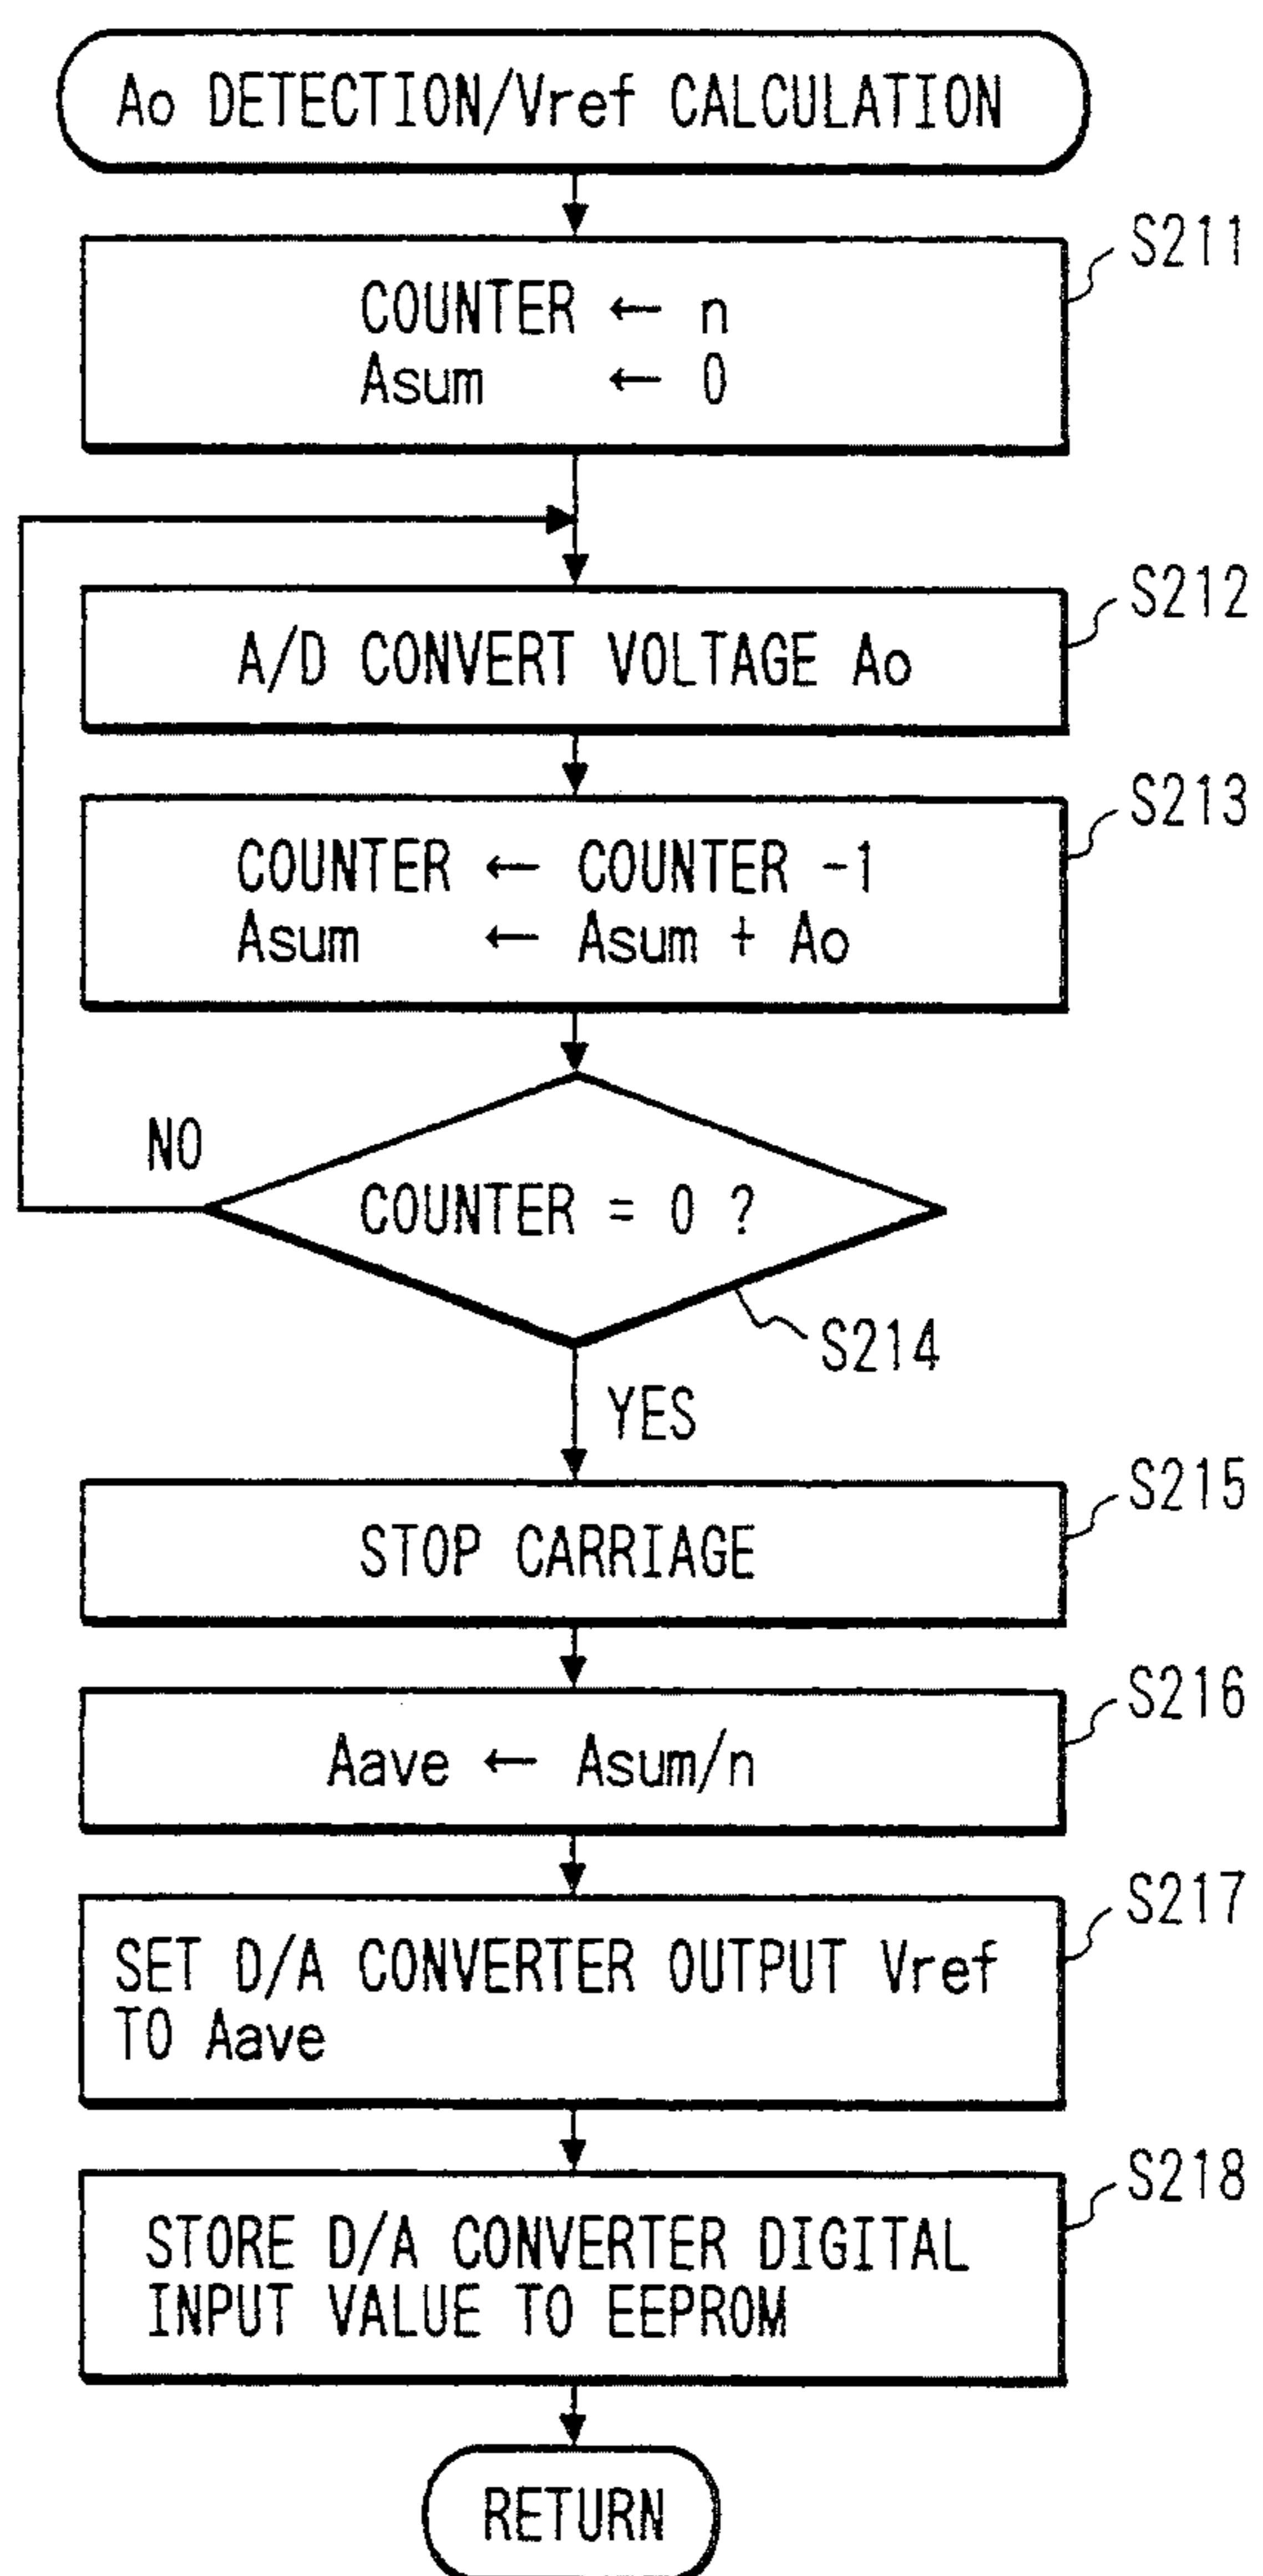 Ao DETECTION/Vref CALCULATION
S211
COUNTER ← n
Asum ← 0
S212
A/D CONVERT VOLTAGE Ao
S213
COUNTER ← COUNTER -1
Asum ← Asum + Ao
NO
COUNTER = 0 ?
S214
YES
S215
STOP CARRIAGE
S216
Aave ← Asum/n
S217
SET D/A CONVERTER OUTPUT Vref
TO Aave
S218
STORE D/A CONVERTER DIGITAL
INPUT VALUE TO EEPROM
RETURN